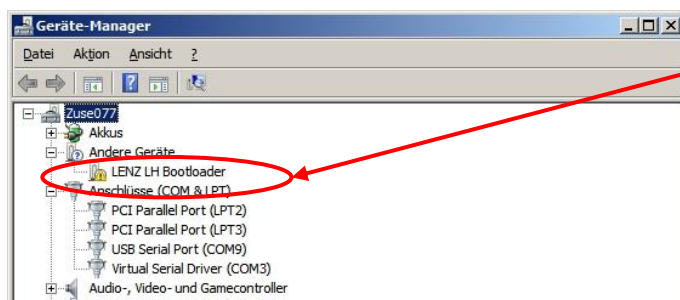 Geräte-Manager
Datei Aktion Ansicht ?
Zuse077
Akkus
Andere Geräte
LENZ LH Bootloader
Anschlüsse (COM & LPT)
PCI Parallel Port (LPT2)
PCI Parallel Port (LPT3)
USB Serial Port (COM9)
Virtual Serial Driver (COM3)
Audio-, Video- und Gamecontroller